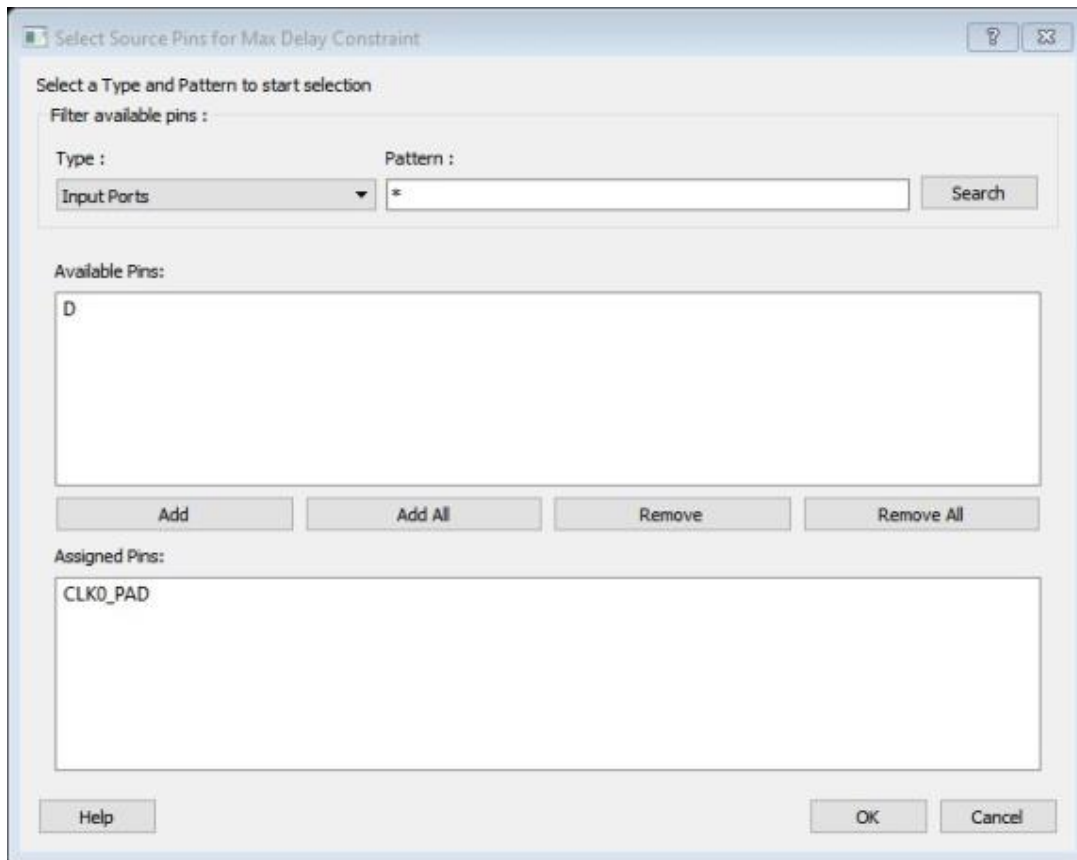 Select Source Pins for Max Delay Constraint
Select a Type and Pattern to start selection
Filter available pins :
Type : Pattern :
Input Ports * Search
Available Pins:
D
Add Add All Remove Remove All
Assigned Pins:
CLK0_PAD
Help OK Cancel